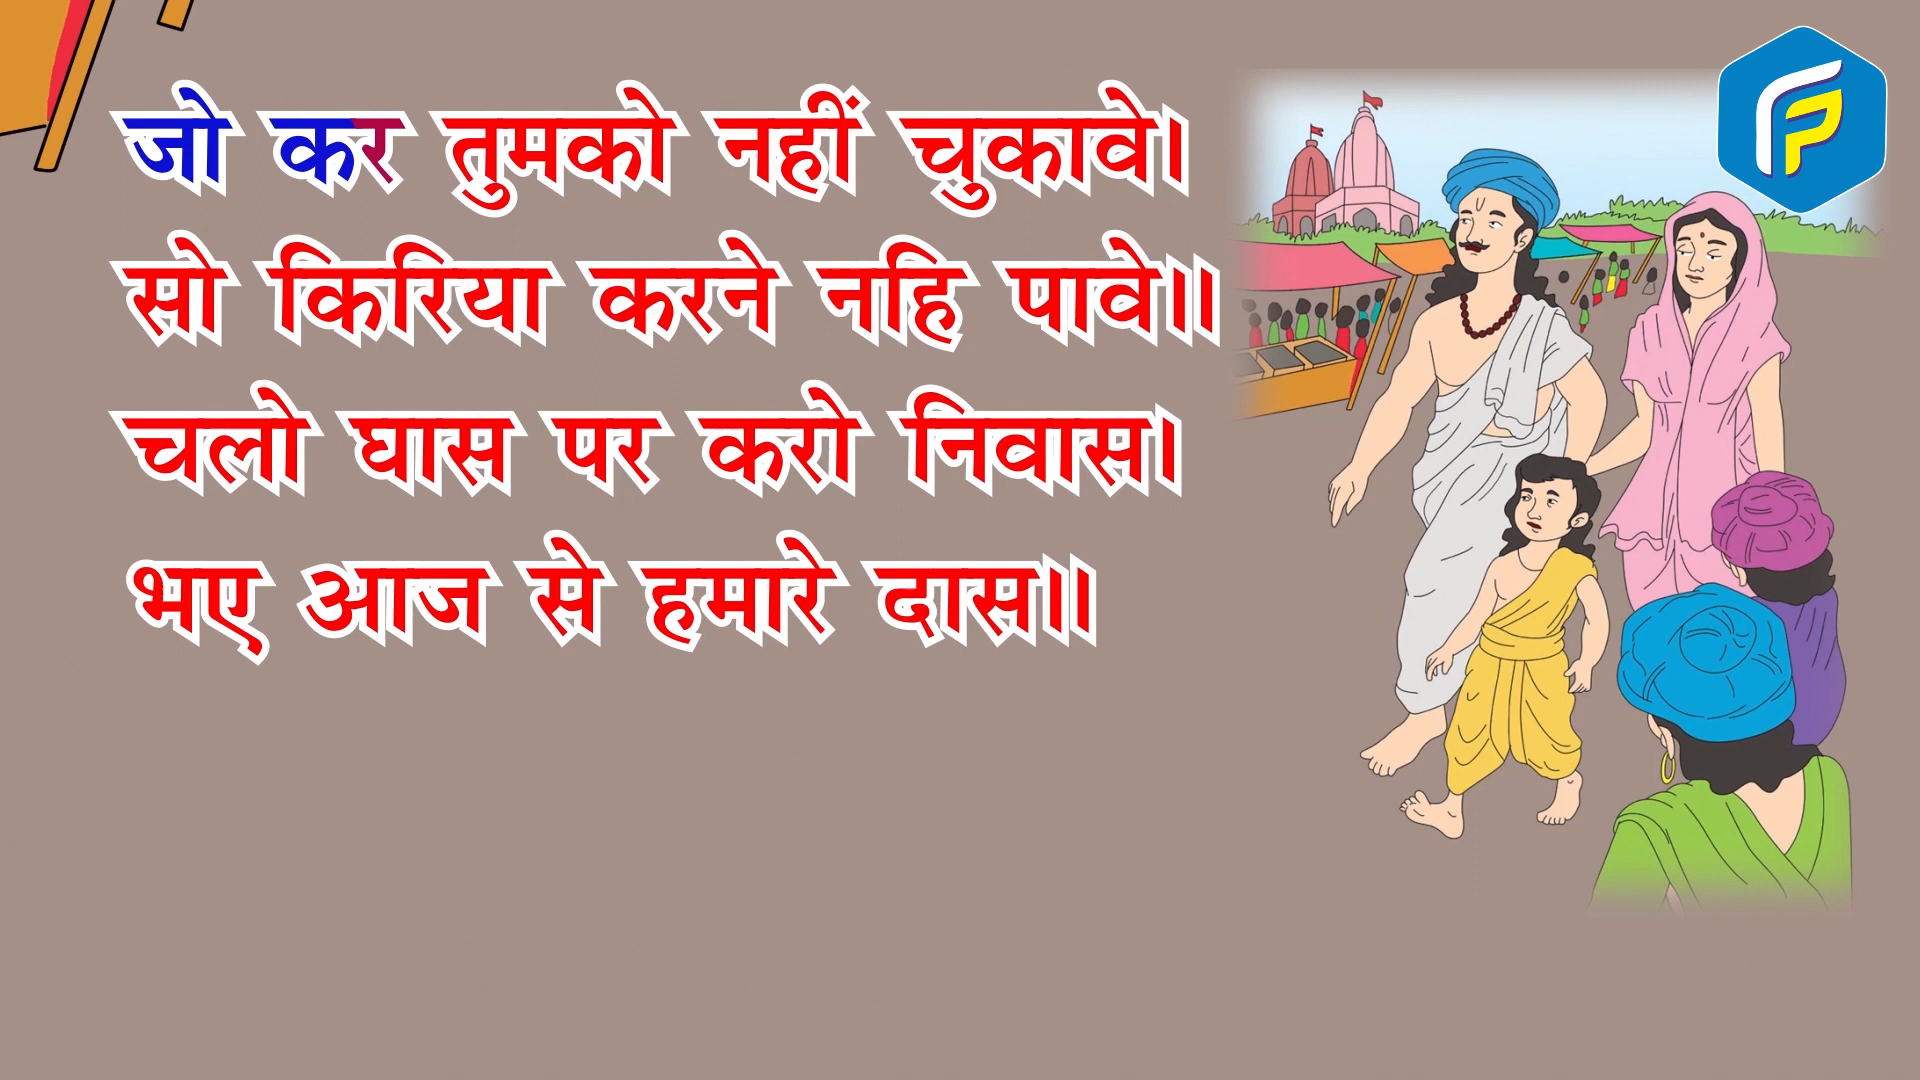 जो कर तुमको नहीं चुकावे।
सो किरिया करने नहि पावे॥
चलो घास पर करो निवास।
भए आज से हमारे दास॥